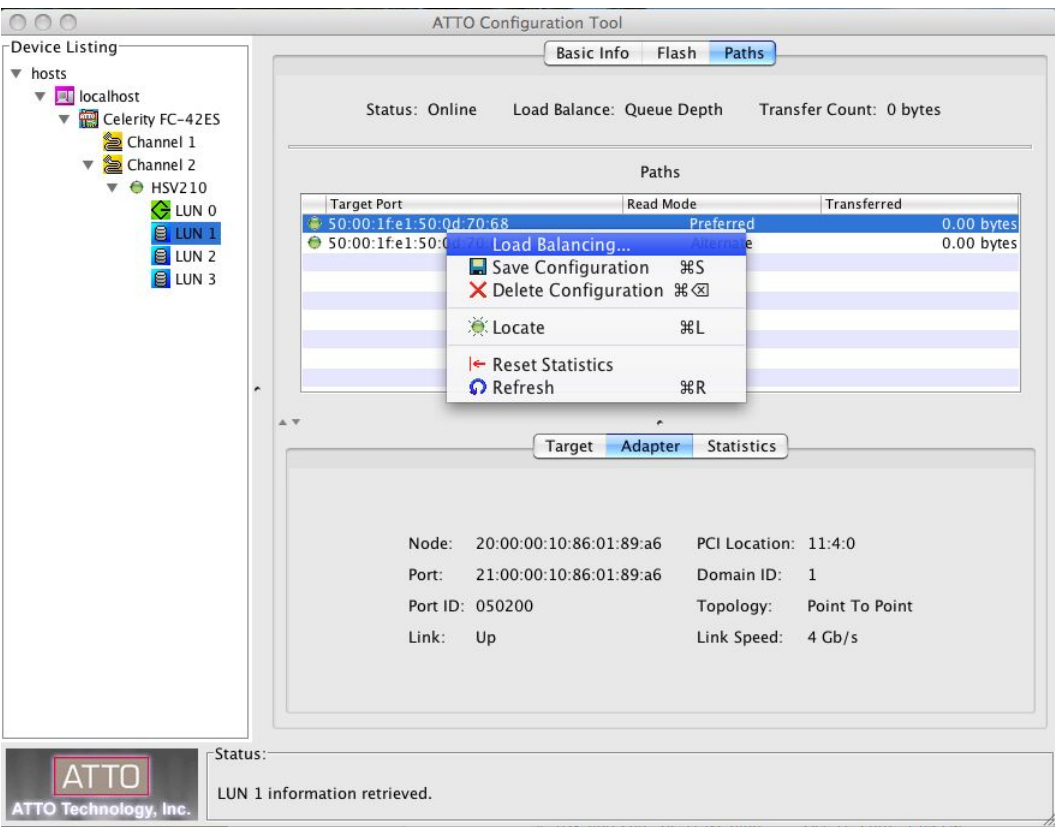 ATTO Configuration Tool
Device Listing
hosts
localhost
Celerity FC-42ES
Channel 1
Channel 2
HSV210
LUN 0
LUN 1
LUN 2
LUN 3
Basic Info Flash Paths
Status: Online Load Balance: Queue Depth Transfer Count: 0 bytes
Paths
Target Port Read Mode Transferred
50:00:1f:e1:50:0d:70:68 Preferred 0.00 bytes
50:00:1f:e1:50:0d:70: Alternate 0.00 bytes
Load Balancing...
Save Configuration ⌘S
Delete Configuration ⌘⌫
Locate ⌘L
Reset Statistics
Refresh ⌘R
Target Adapter Statistics
Node: 20:00:00:10:86:01:89:a6 PCI Location: 11:4:0
Port: 21:00:00:10:86:01:89:a6 Domain ID: 1
Port ID: 050200 Topology: Point To Point
Link: Up Link Speed: 4 Gb/s
ATTO
ATTO Technology, Inc.
Status:
LUN 1 information retrieved.